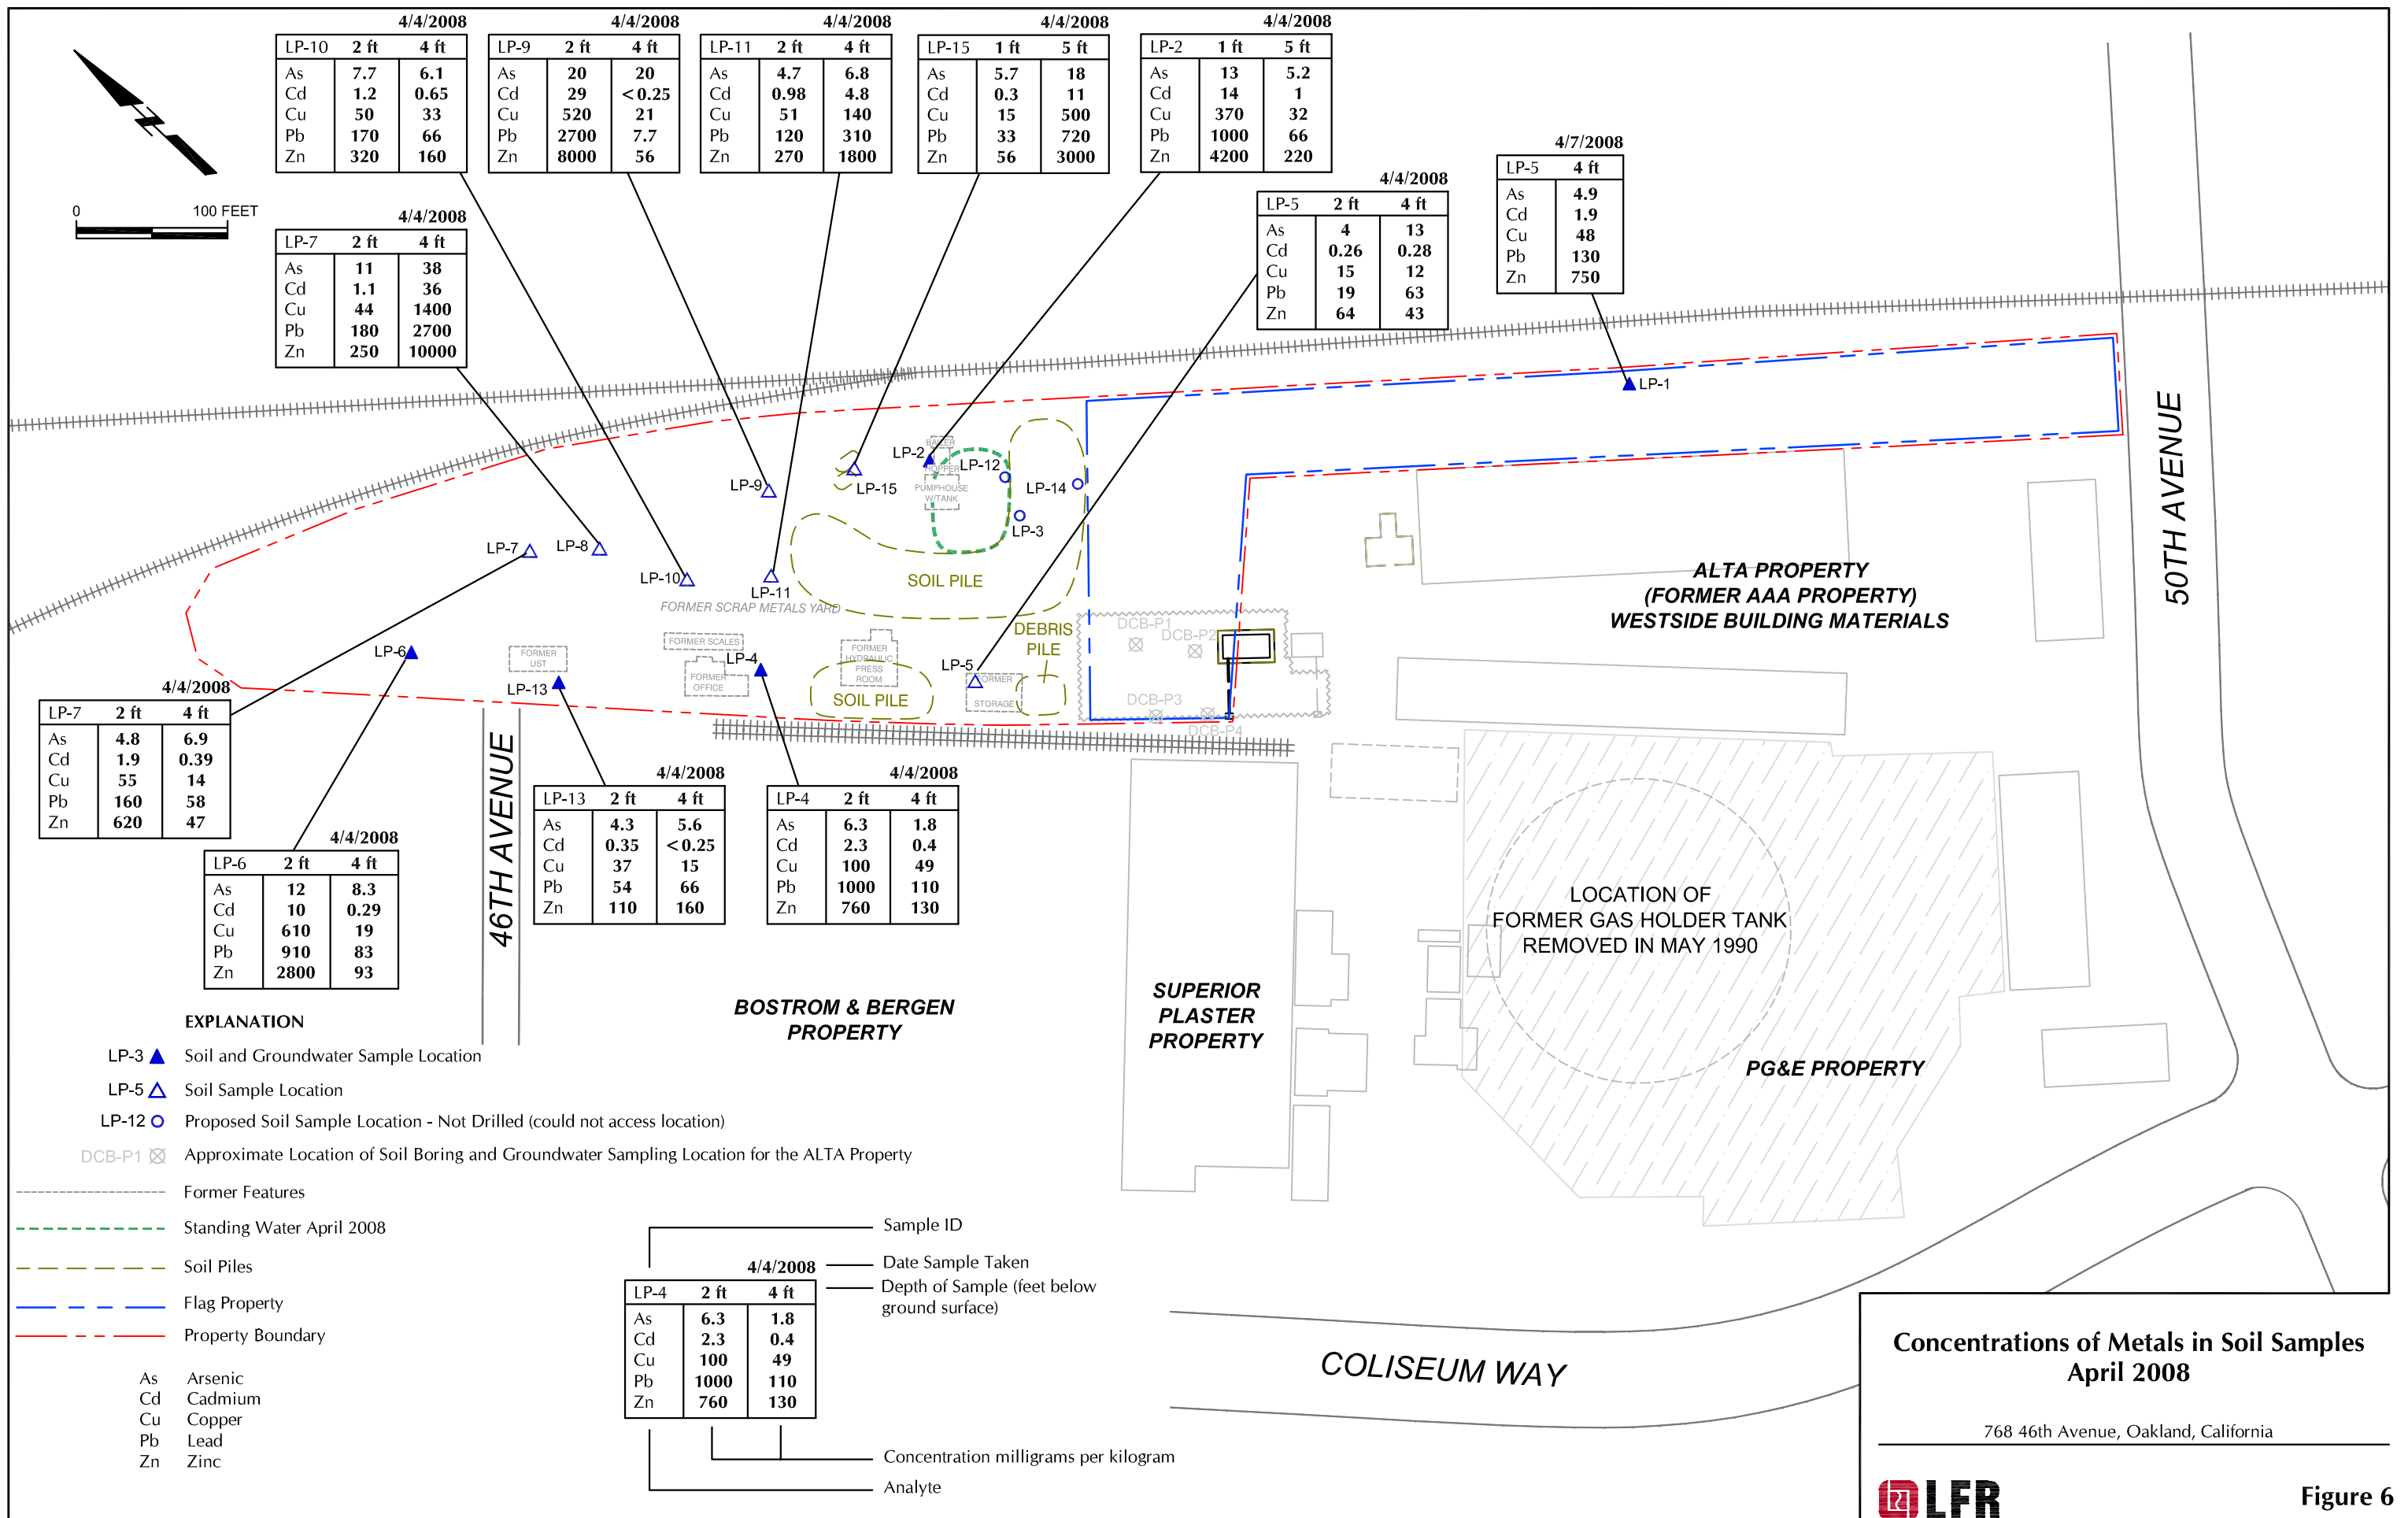 4/4/2008
LP-10 2 ft 4 ft
As 7.7 6.1
Cd 1.2 0.65
Cu 50 33
Pb 170 66
Zn 320 160
4/4/2008
LP-9 2 ft 4 ft
As 20 20
Cd 29 <0.25
Cu 520 21
Pb 2700 7.7
Zn 8000 56
4/4/2008
LP-11 2 ft 4 ft
As 4.7 6.8
Cd 0.98 4.8
Cu 51 140
Pb 120 310
Zn 270 1800
4/4/2008
LP-15 1 ft 5 ft
As 5.7 18
Cd 0.3 11
Cu 15 500
Pb 33 720
Zn 56 3000
4/4/2008
LP-2 1 ft 5 ft
As 13 5.2
Cd 14 1
Cu 370 32
Pb 1000 66
Zn 4200 220
4/7/2008
LP-5 4 ft
As 4.9
Cd 1.9
Cu 48
Pb 130
Zn 750
4/4/2008
LP-5 2 ft 4 ft
As 4 13
Cd 0.26 0.28
Cu 15 12
Pb 19 63
Zn 64 43
0 100 FEET
4/4/2008
LP-7 2 ft 4 ft
As 11 38
Cd 1.1 36
Cu 44 1400
Pb 180 2700
Zn 250 10000
LP-1
50TH AVENUE
BALER
LP-2
HOPPER
LP-12
LP-9
LP-15
PUMPHOUSE
W/TANK
LP-14
LP-3
LP-7
LP-8
LP-10
LP-11
SOIL PILE
FORMER SCRAP METALS YARD
ALTA PROPERTY
(FORMER AAA PROPERTY)
WESTSIDE BUILDING MATERIALS
DEBRIS
PILE
DCB-P1
DCB-P2
DCB-P3
DCB-P4
LP-6
FORMER
UST
LP-13
FORMER SCALES
LP-4
FORMER
OFFICE
FORMER
HYDRAULIC
PRESS
ROOM
SOIL PILE
LP-5
FORMER
STORAGE
4/4/2008
LP-7 2 ft 4 ft
As 4.8 6.9
Cd 1.9 0.39
Cu 55 14
Pb 160 58
Zn 620 47
4/4/2008
LP-6 2 ft 4 ft
As 12 8.3
Cd 10 0.29
Cu 610 19
Pb 910 83
Zn 2800 93
46TH AVENUE
4/4/2008
LP-13 2 ft 4 ft
As 4.3 5.6
Cd 0.35 <0.25
Cu 37 15
Pb 54 66
Zn 110 160
4/4/2008
LP-4 2 ft 4 ft
As 6.3 1.8
Cd 2.3 0.4
Cu 100 49
Pb 1000 110
Zn 760 130
BOSTROM & BERGEN
PROPERTY
SUPERIOR
PLASTER
PROPERTY
LOCATION OF
FORMER GAS HOLDER TANK
REMOVED IN MAY 1990
PG&E PROPERTY
EXPLANATION
LP-3 Soil and Groundwater Sample Location
LP-5 Soil Sample Location
LP-12 Proposed Soil Sample Location - Not Drilled (could not access location)
DCB-P1 Approximate Location of Soil Boring and Groundwater Sampling Location for the ALTA Property
Former Features
Standing Water April 2008
Soil Piles
Flag Property
Property Boundary
As Arsenic
Cd Cadmium
Cu Copper
Pb Lead
Zn Zinc
Sample ID
4/4/2008 Date Sample Taken
Depth of Sample (feet below
ground surface)
LP-4 2 ft 4 ft
As 6.3 1.8
Cd 2.3 0.4
Cu 100 49
Pb 1000 110
Zn 760 130
Concentration milligrams per kilogram
Analyte
COLISEUM WAY
Concentrations of Metals in Soil Samples
April 2008
768 46th Avenue, Oakland, California
LFR
Figure 6